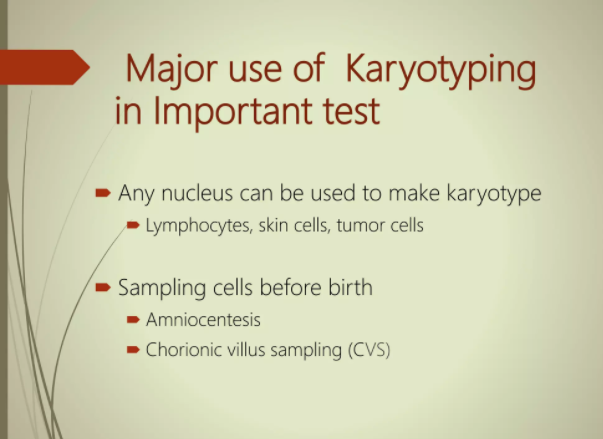 Major use of Karyotyping
in Important test
Any nucleus can be used to make karyotype
Lymphocytes, skin cells, tumor cells
Sampling cells before birth
Amniocentesis
Chorionic villus sampling (CVS)